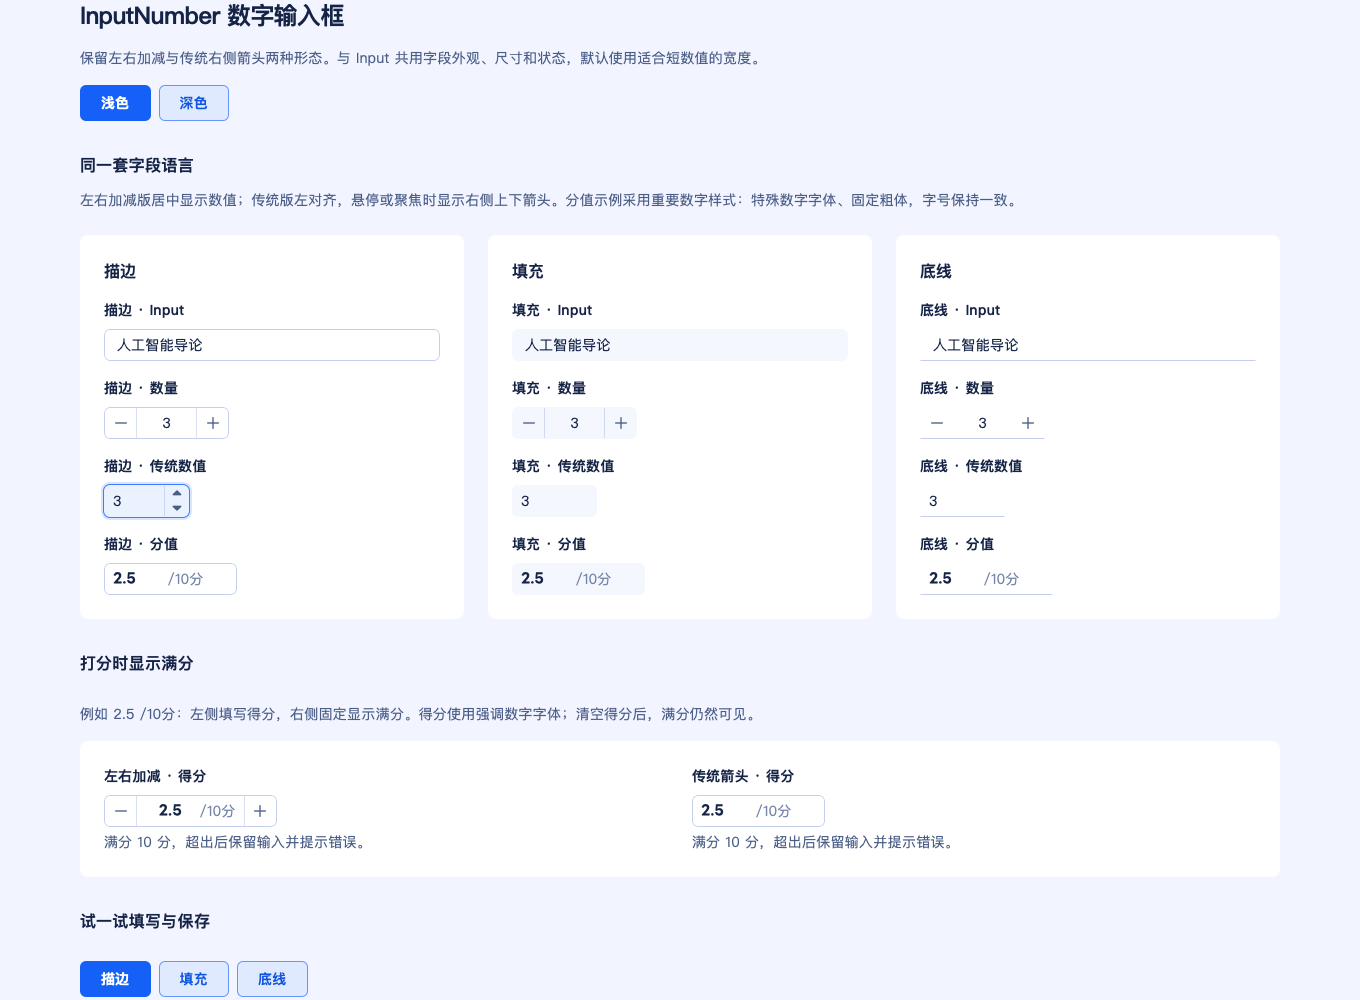 InputNumber 数字输入框
保留左右加减与传统右侧箭头两种形态。与 Input 共用字段外观、尺寸和状态，默认使用适合短数值的宽度。
浅色 深色
同一套字段语言
左右加减版居中显示数值；传统版左对齐，悬停或聚焦时显示右侧上下箭头。分值示例采用重要数字样式：特殊数字字体、固定粗体，字号保持一致。
描边
描边 · Input
人工智能导论
描边 · 数量
3
描边 · 传统数值
3
描边 · 分值
2.5 /10分
填充
填充 · Input
人工智能导论
填充 · 数量
3
填充 · 传统数值
3
填充 · 分值
2.5 /10分
底线
底线 · Input
人工智能导论
底线 · 数量
3
底线 · 传统数值
3
底线 · 分值
2.5 /10分
打分时显示满分
例如 2.5 /10分：左侧填写得分，右侧固定显示满分。得分使用强调数字字体；清空得分后，满分仍然可见。
左右加减 · 得分
2.5 /10分
满分 10 分，超出后保留输入并提示错误。
传统箭头 · 得分
2.5 /10分
满分 10 分，超出后保留输入并提示错误。
试一试填写与保存
描边 填充 底线